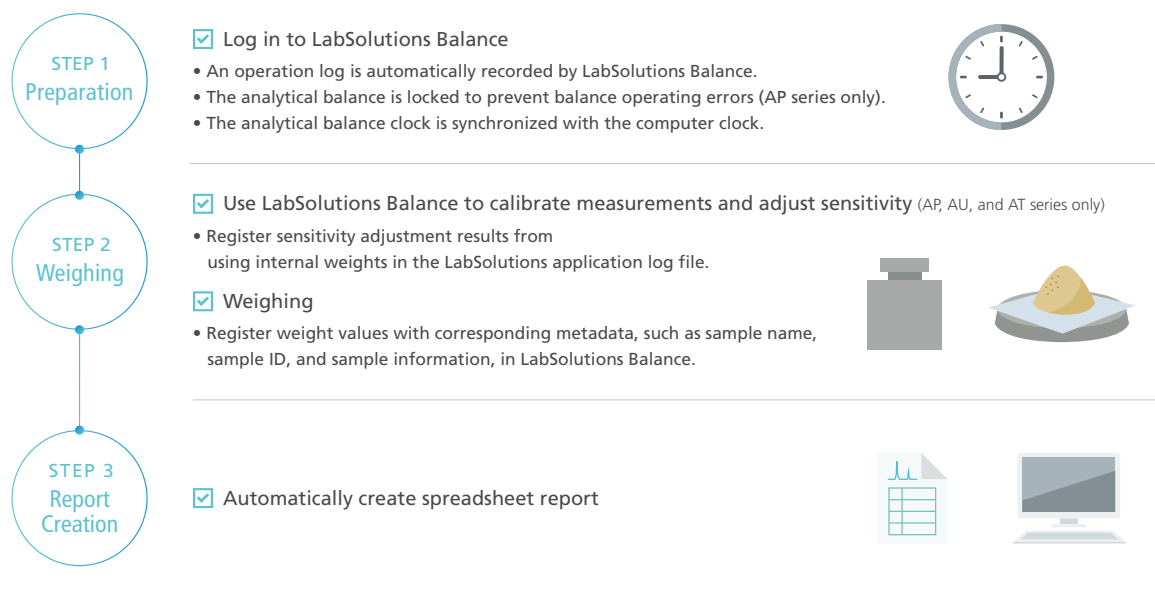 STEP 1
Preparation
Log in to LabSolutions Balance
• An operation log is automatically recorded by LabSolutions Balance.
• The analytical balance is locked to prevent balance operating errors (AP series only).
• The analytical balance clock is synchronized with the computer clock.
STEP 2
Weighing
Use LabSolutions Balance to calibrate measurements and adjust sensitivity (AP, AU, and AT series only)
• Register sensitivity adjustment results from
using internal weights in the LabSolutions application log file.
Weighing
• Register weight values with corresponding metadata, such as sample name,
sample ID, and sample information, in LabSolutions Balance.
STEP 3
Report
Creation
Automatically create spreadsheet report